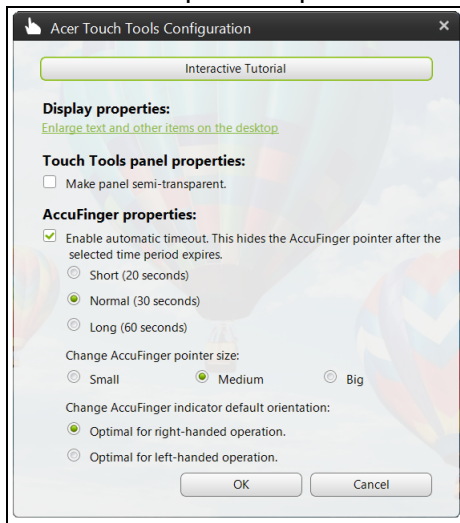 Acer Touch Tools Configuration
Interactive Tutorial
Display properties:
Enlarge text and other items on the desktop
Touch Tools panel properties:
Make panel semi-transparent.
AccuFinger properties:
Enable automatic timeout. This hides the AccuFinger pointer after the
selected time period expires.
Short (20 seconds)
Normal (30 seconds)
Long (60 seconds)
Change AccuFinger pointer size:
Small Medium Big
Change AccuFinger indicator default orientation:
Optimal for right-handed operation.
Optimal for left-handed operation.
OK Cancel